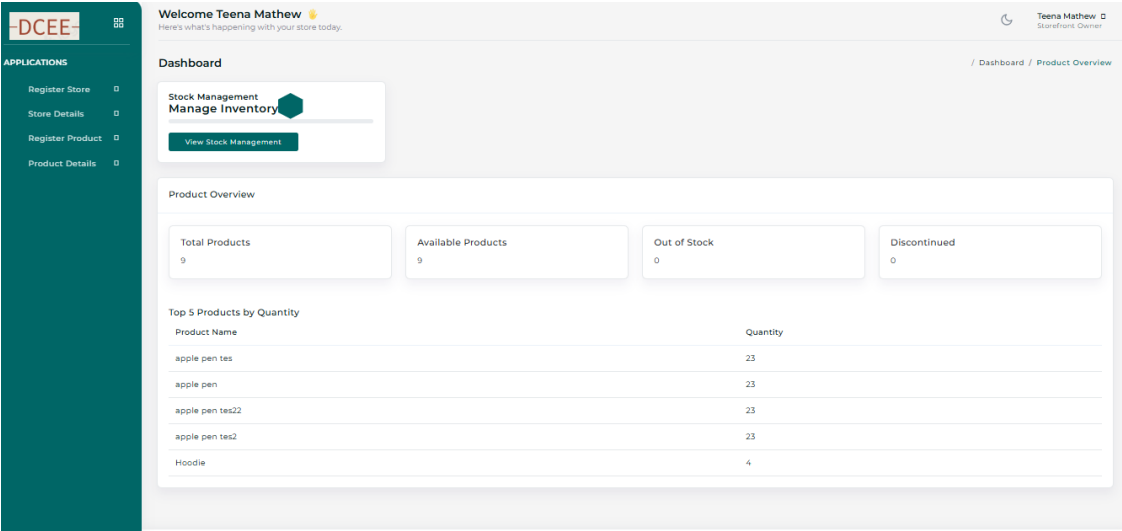 -DCEE-
Welcome Teena Mathew 👋
Here's what's happening with your store today.
Teena Mathew
Storefront Owner
APPLICATIONS
Register Store
Store Details
Register Product
Product Details
Dashboard
/ Dashboard / Product Overview
Stock Management
Manage Inventory
View Stock Management
Product Overview
Total Products
9
Available Products
9
Out of Stock
0
Discontinued
0
Top 5 Products by Quantity
Product Name Quantity
apple pen tes 23
apple pen 23
apple pen tes22 23
apple pen tes2 23
Hoodie 4